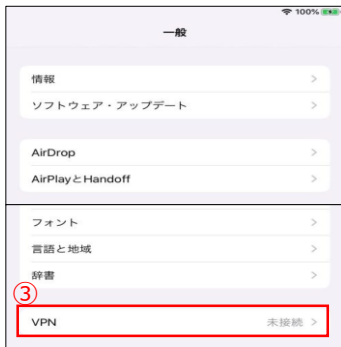 100%
一般
情報
ソフトウェア・アップデート
AirDrop
AirPlayとHandoff
フォント
言語と地域
辞書
③
VPN 未接続